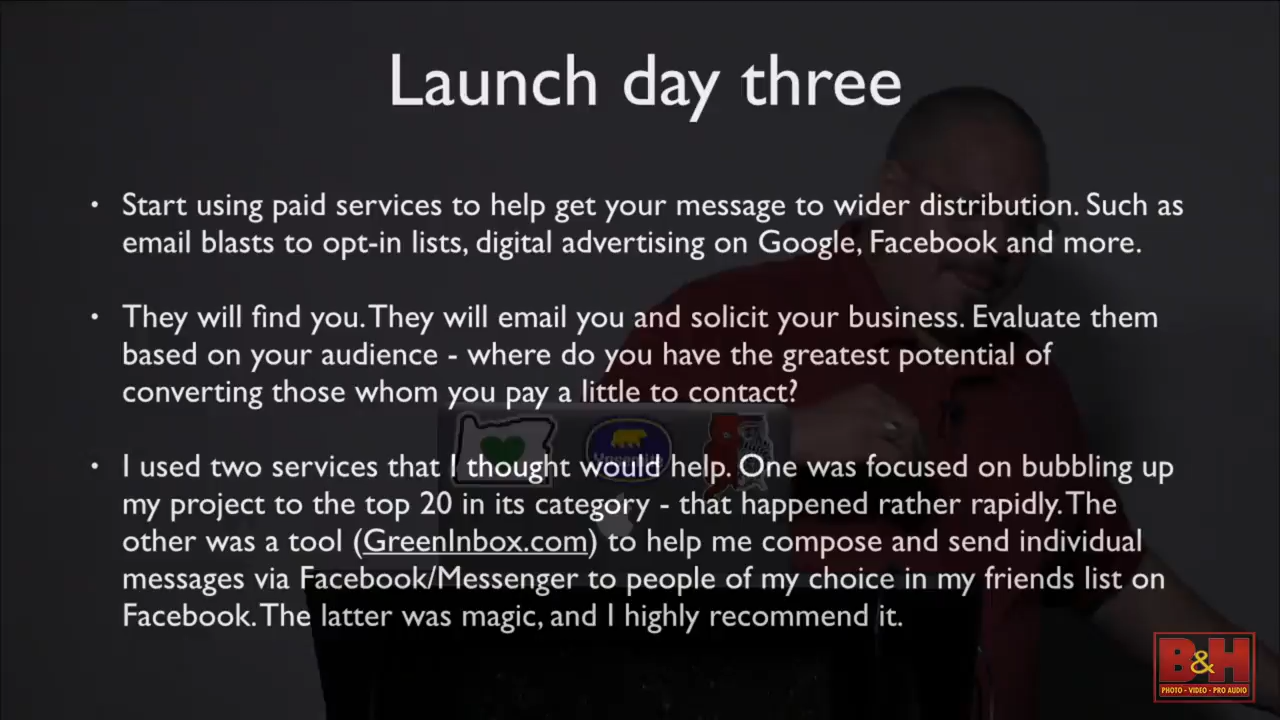 Launch day three
• Start using paid services to help get your message to wider distribution. Such as
email blasts to opt-in lists, digital advertising on Google, Facebook and more.
• They will find you. They will email you and solicit your business. Evaluate them
based on your audience - where do you have the greatest potential of
converting those whom you pay a little to contact?
• I used two services that I thought would help. One was focused on bubbling up
my project to the top 20 in its category - that happened rather rapidly. The
other was a tool (GreenInbox.com) to help me compose and send individual
messages via Facebook/Messenger to people of my choice in my friends list on
Facebook. The latter was magic, and I highly recommend it.
B&H
PHOTO - VIDEO - PRO AUDIO